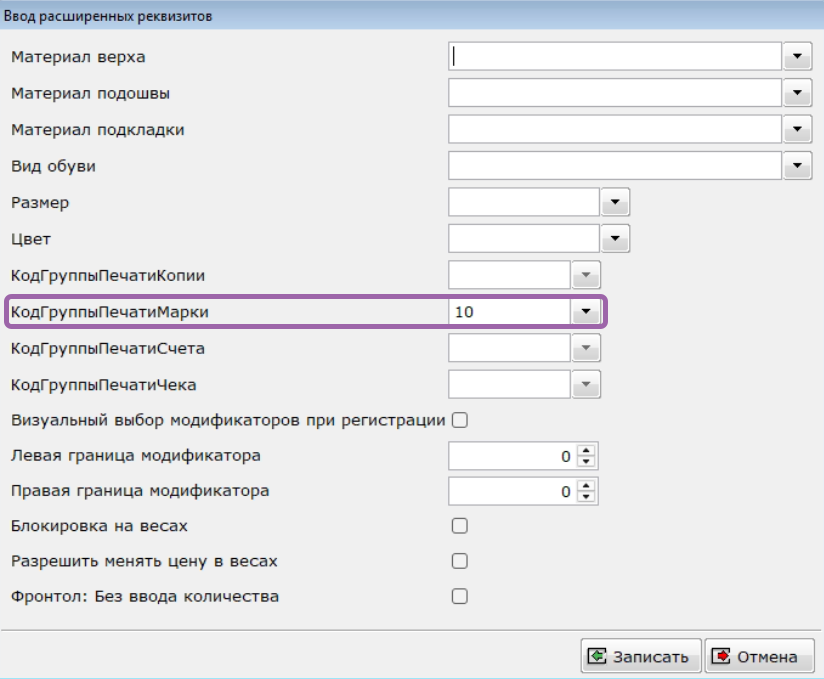 Ввод расширенных реквизитов
Материал верха
Материал подошвы
Материал подкладки
Вид обуви
Размер
Цвет
КодГруппыПечатиКопии
КодГруппыПечатиМарки 10
КодГруппыПечатиСчета
КодГруппыПечатиЧека
Визуальный выбор модификаторов при регистрации
Левая граница модификатора 0
Правая граница модификатора 0
Блокировка на весах
Разрешить менять цену в весах
Фронтол: Без ввода количества
Записать Отмена